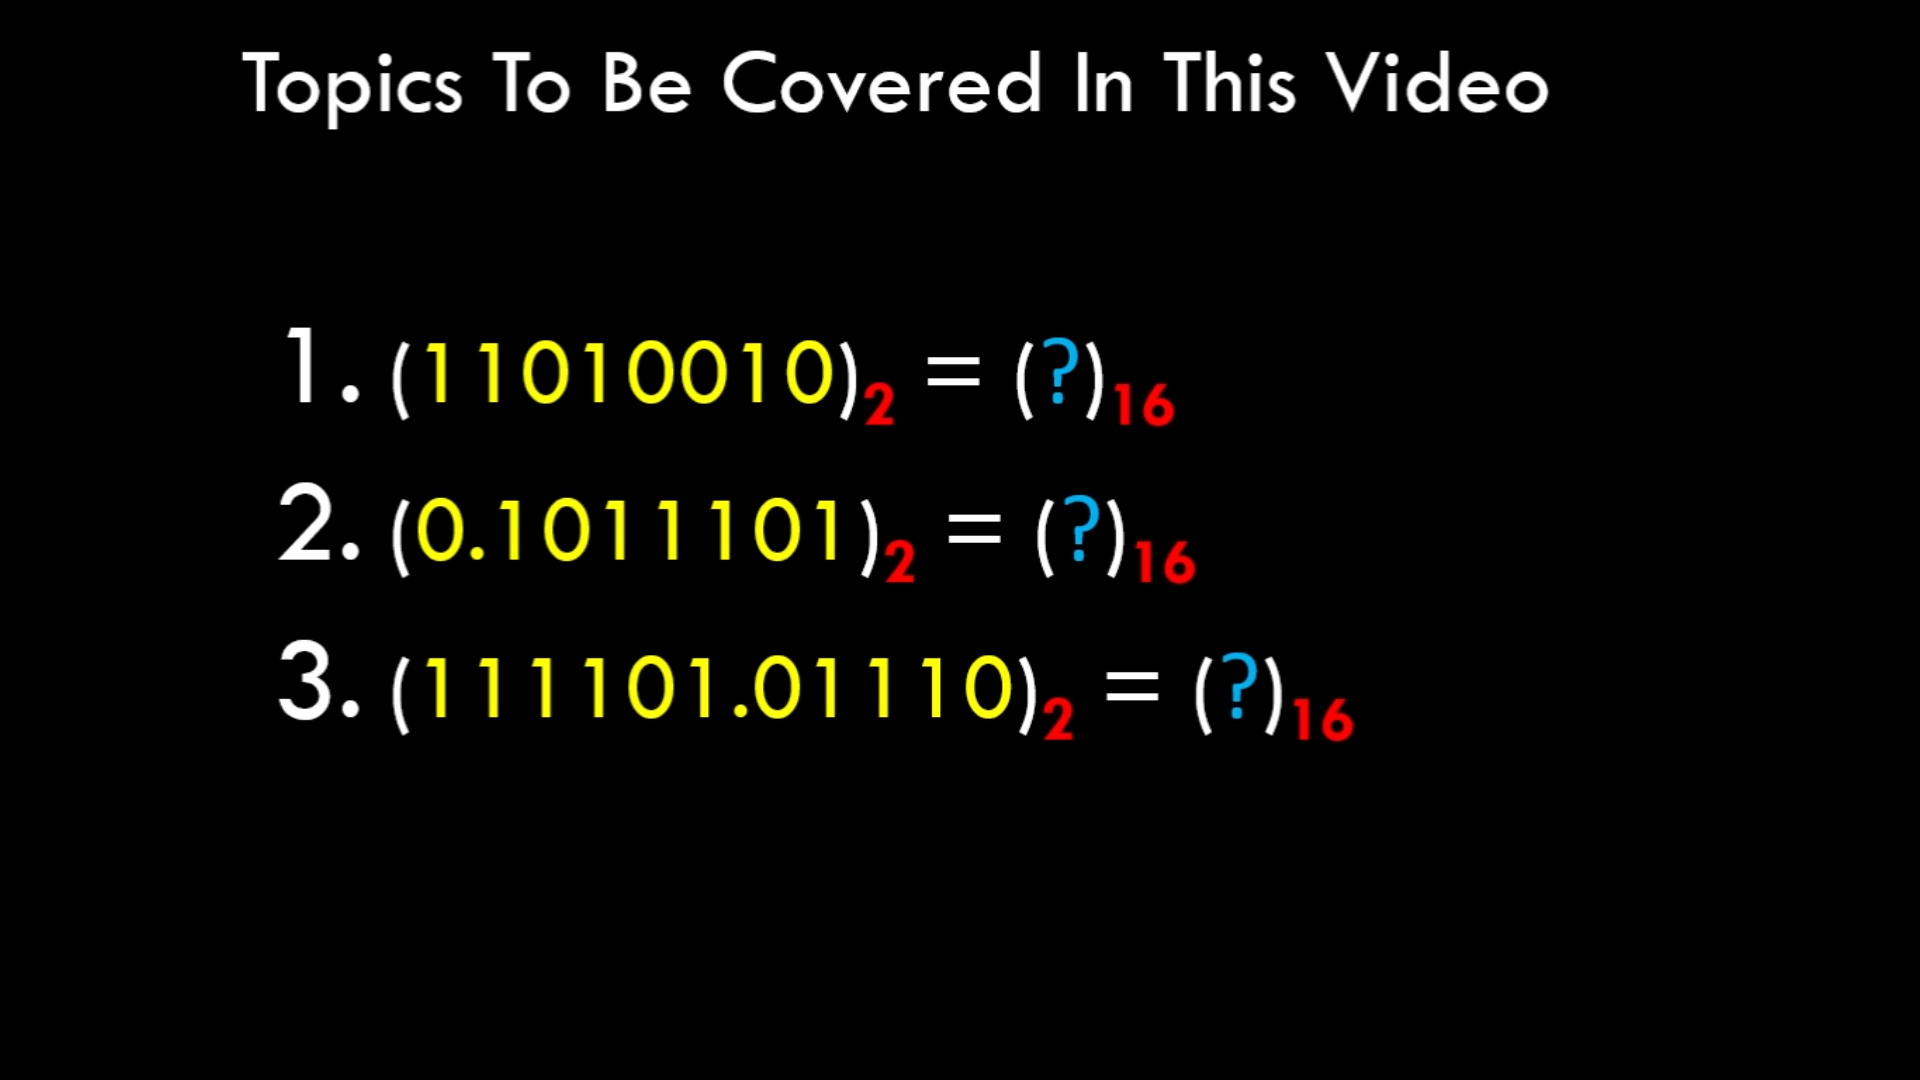 Topics To Be Covered In This Video
1. (11010010)₂ = (?)₁₆
2. (0.1011101)₂ = (?)₁₆
3. (111101.01110)₂ = (?)₁₆